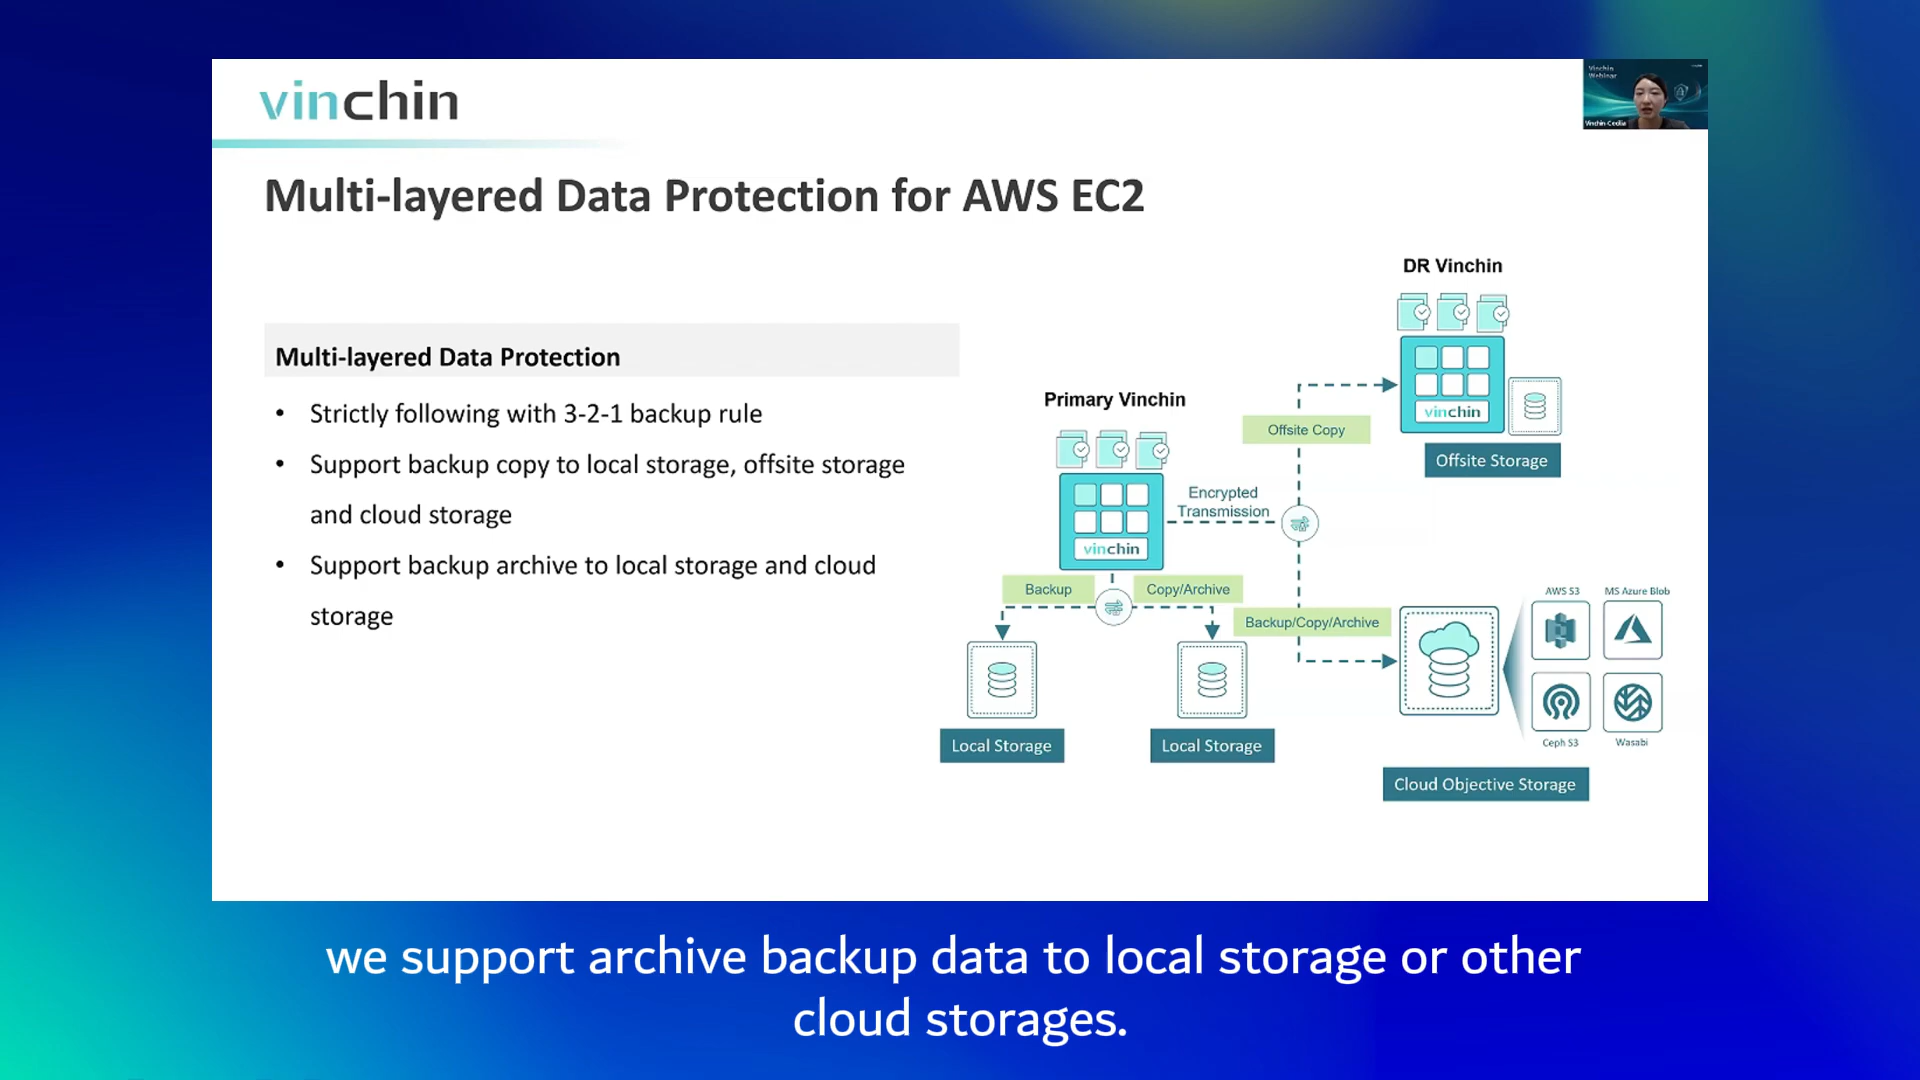 vinchin
Vinchin
Webinar
Vinchin Cecilia
Multi-layered Data Protection for AWS EC2
Multi-layered Data Protection
• Strictly following with 3-2-1 backup rule
• Support backup copy to local storage, offsite storage
and cloud storage
• Support backup archive to local storage and cloud
storage
DR Vinchin
vinchin
Offsite Storage
Primary Vinchin
Offsite Copy
Encrypted
Transmission
vinchin
Backup
Copy/Archive
Backup/Copy/Archive
AWS S3
MS Azure Blob
Ceph S3
Wasabi
Local Storage
Local Storage
Cloud Objective Storage
we support archive backup data to local storage or other
cloud storages.